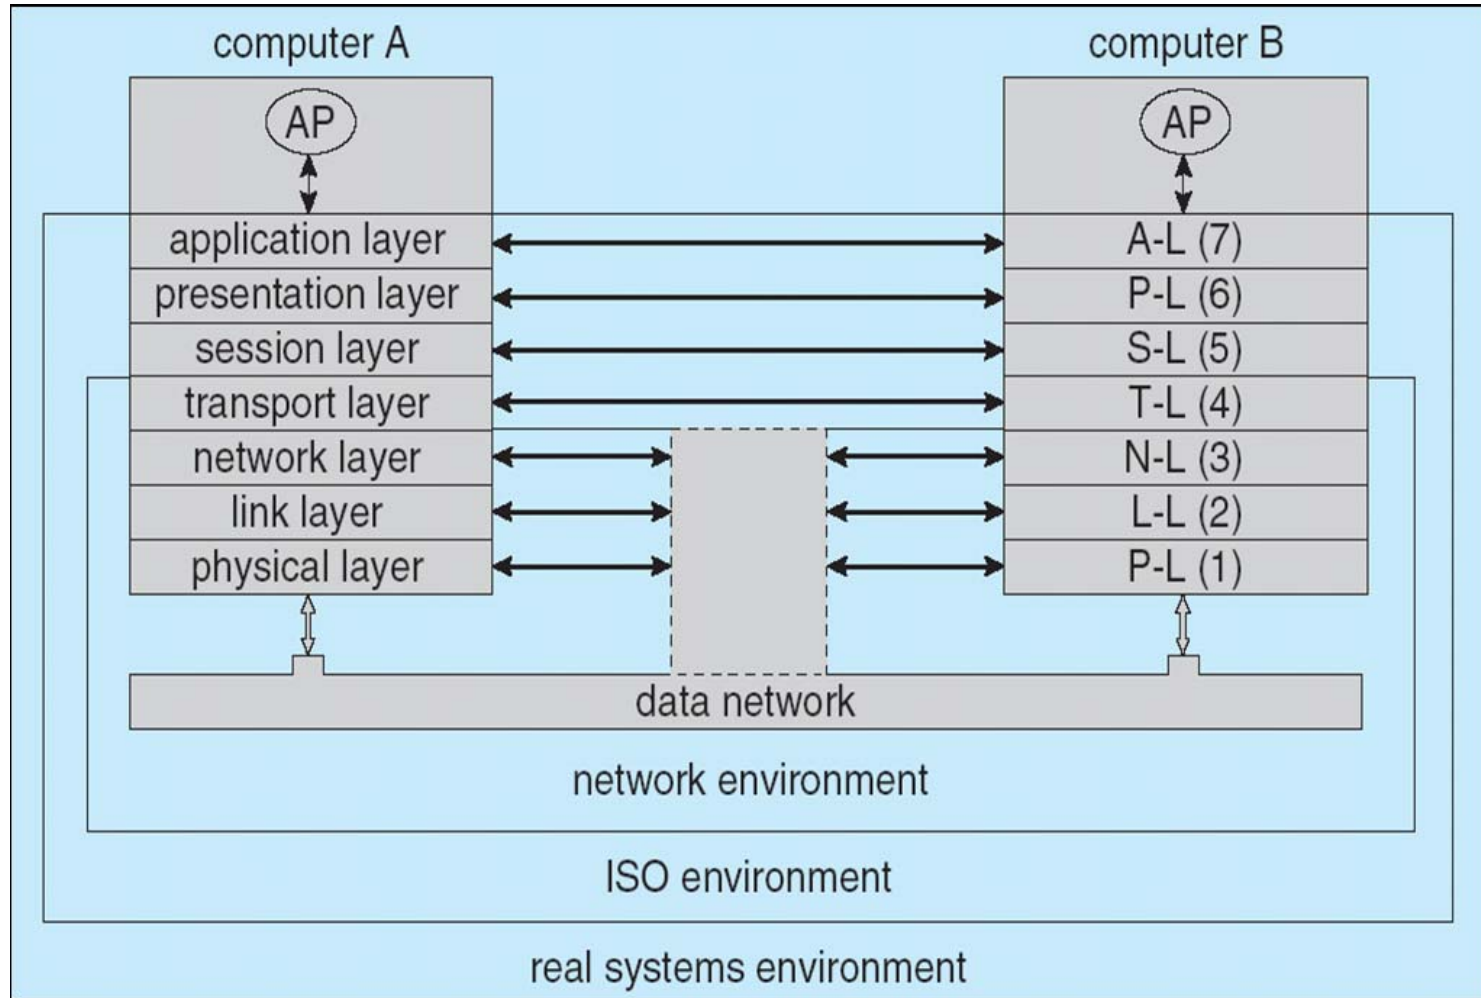 computer A
computer B
AP
AP
application layer
A-L (7)
presentation layer
P-L (6)
session layer
S-L (5)
transport layer
T-L (4)
network layer
N-L (3)
link layer
L-L (2)
physical layer
P-L (1)
data network
network environment
ISO environment
real systems environment